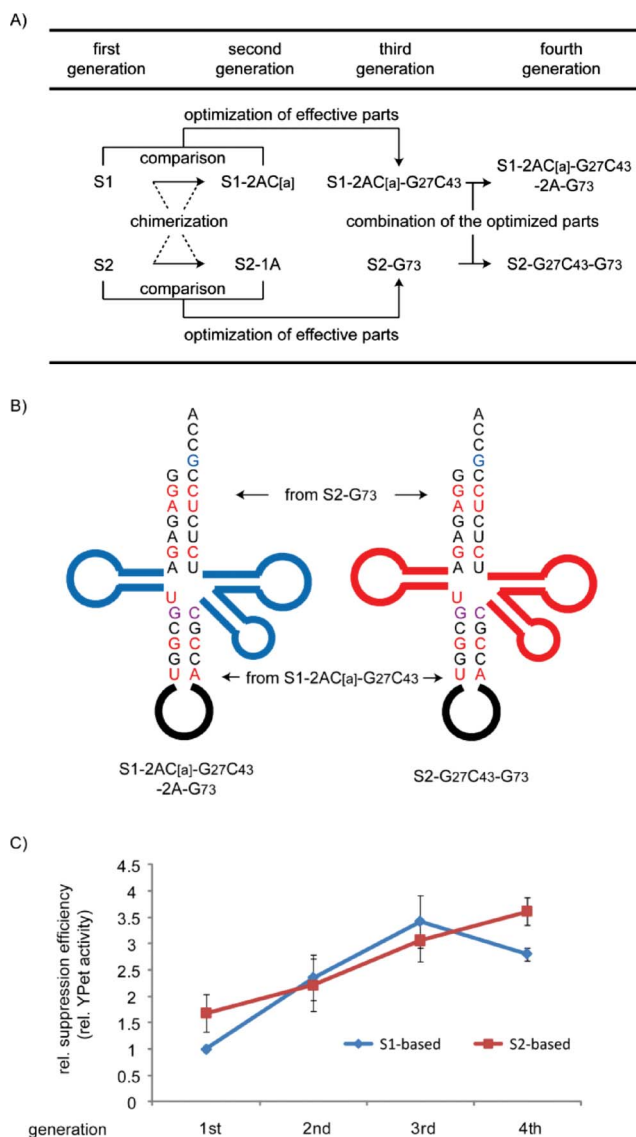 A)
first generation
second generation
third generation
fourth generation
optimization of effective parts
comparison
S1
S1-2AC[a]
S1-2AC[a]-G27C43
S1-2AC[a]-G27C43
-2A-G73
chimerization
combination of the optimized parts
S2
S2-1A
S2-G73
S2-G27C43-G73
comparison
optimization of effective parts
B)
A
C
C
G
G C
G C
A U
G C
A U
G C
A U
U
G C
C G
G C
G C
U A
A
C
C
G
G C
G C
A U
G C
A U
G C
A U
U
G C
C G
G C
G C
U A
from S2-G73
from S1-2AC[a]-G27C43
S1-2AC[a]-G27C43
-2A-G73
S2-G27C43-G73
C)
rel. suppression efficiency
(rel. YPet activity)
4.5
4
3.5
3
2.5
2
1.5
1
0.5
0
S1-based
S2-based
generation
1st
2nd
3rd
4th